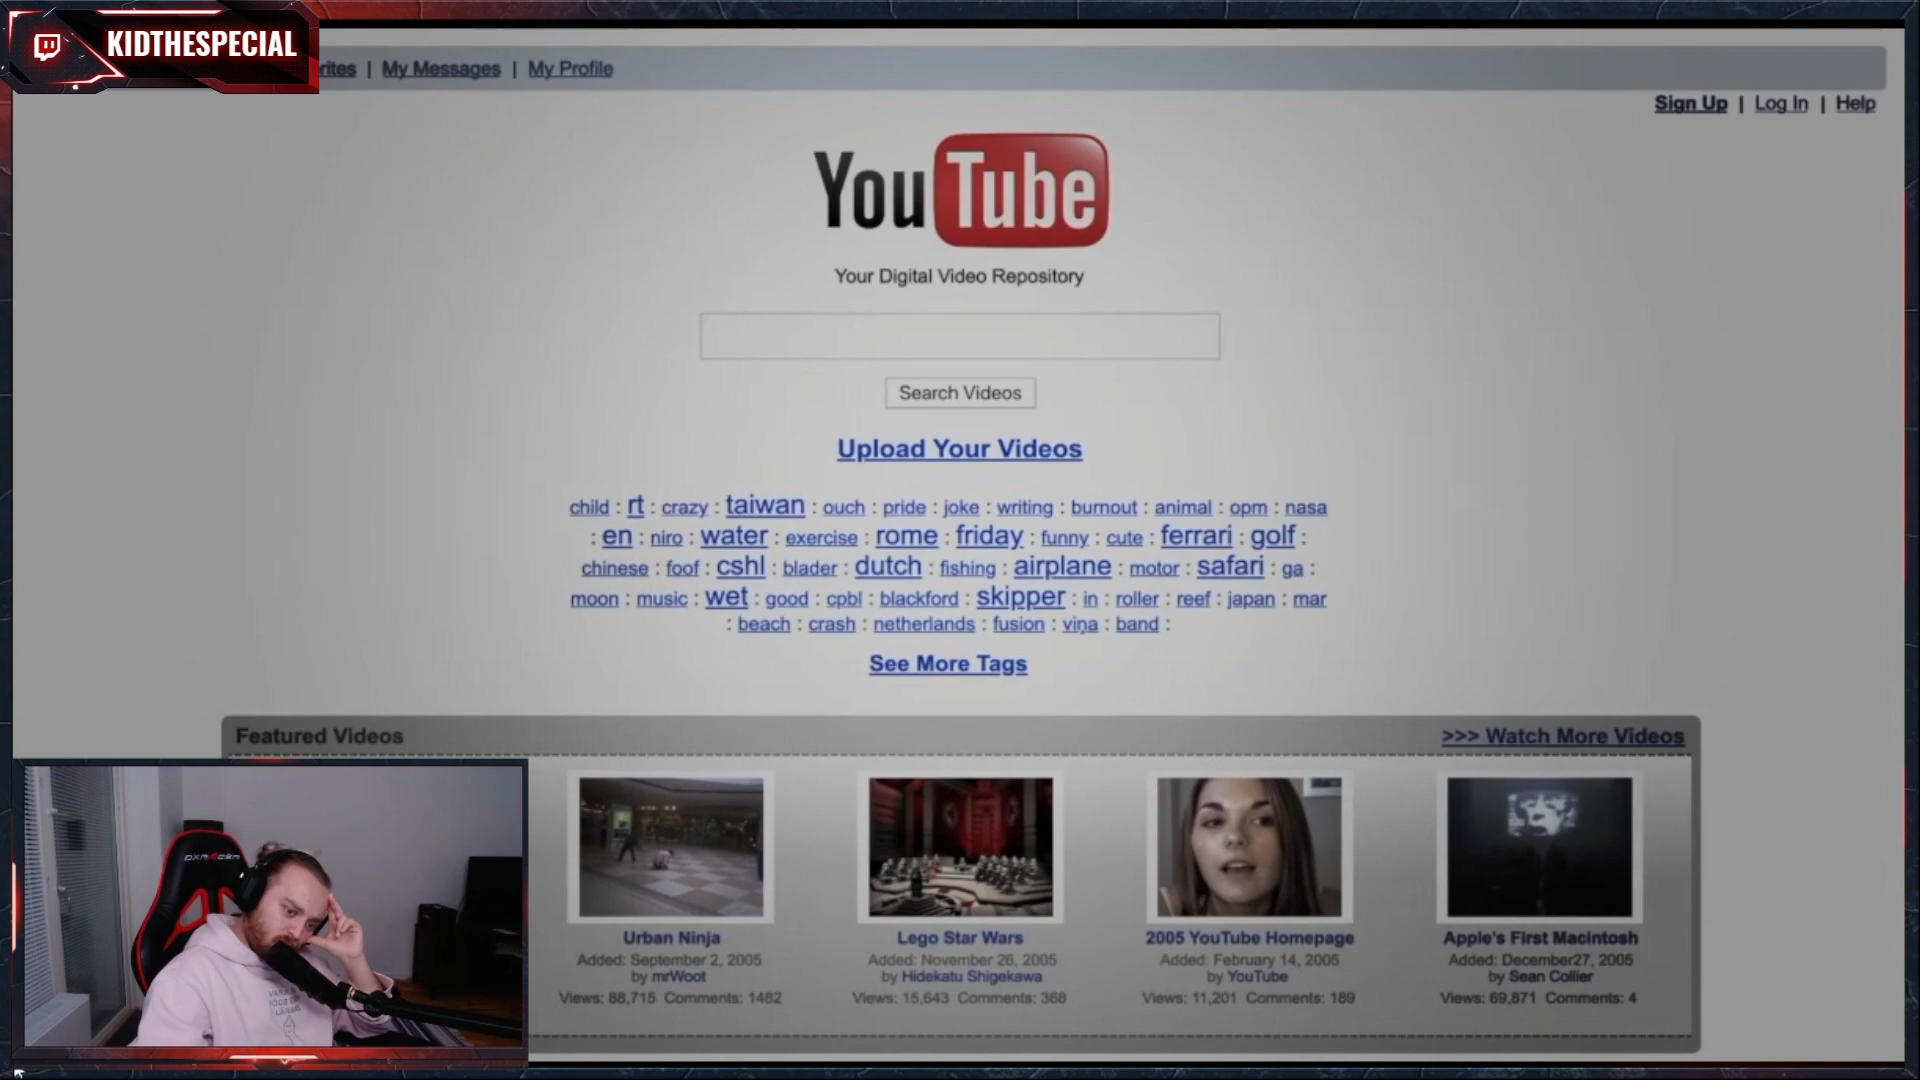 KIDTHESPECIAL
rites | My Messages | My Profile
Sign Up | Log In | Help
YouTube
Your Digital Video Repository
Search Videos
Upload Your Videos
child : rt : crazy : taiwan : ouch : pride : joke : writing : burnout : animal : opm : nasa
: en : niro : water : exercise : rome : friday : funny : cute : ferrari : golf :
chinese : foof : cshl : blader : dutch : fishing : airplane : motor : safari : ga :
moon : music : wet : good : cpbl : blackford : skipper : in : roller : reef : japan : mar
: beach : crash : netherlands : fusion : viņa : band :
See More Tags
Featured Videos
>>> Watch More Videos
Urban Ninja
Added: September 2, 2005
by mrWoot
Views: 88,715 Comments: 1482
Lego Star Wars
Added: November 26, 2005
by Hidekatu Shigekawa
Views: 15,643 Comments: 368
2005 YouTube Homepage
Added: February 14, 2005
by YouTube
Views: 11,201 Comments: 189
Apple's First Macintosh
Added: December27, 2005
by Sean Collier
Views: 69,871 Comments: 4
DXRACER